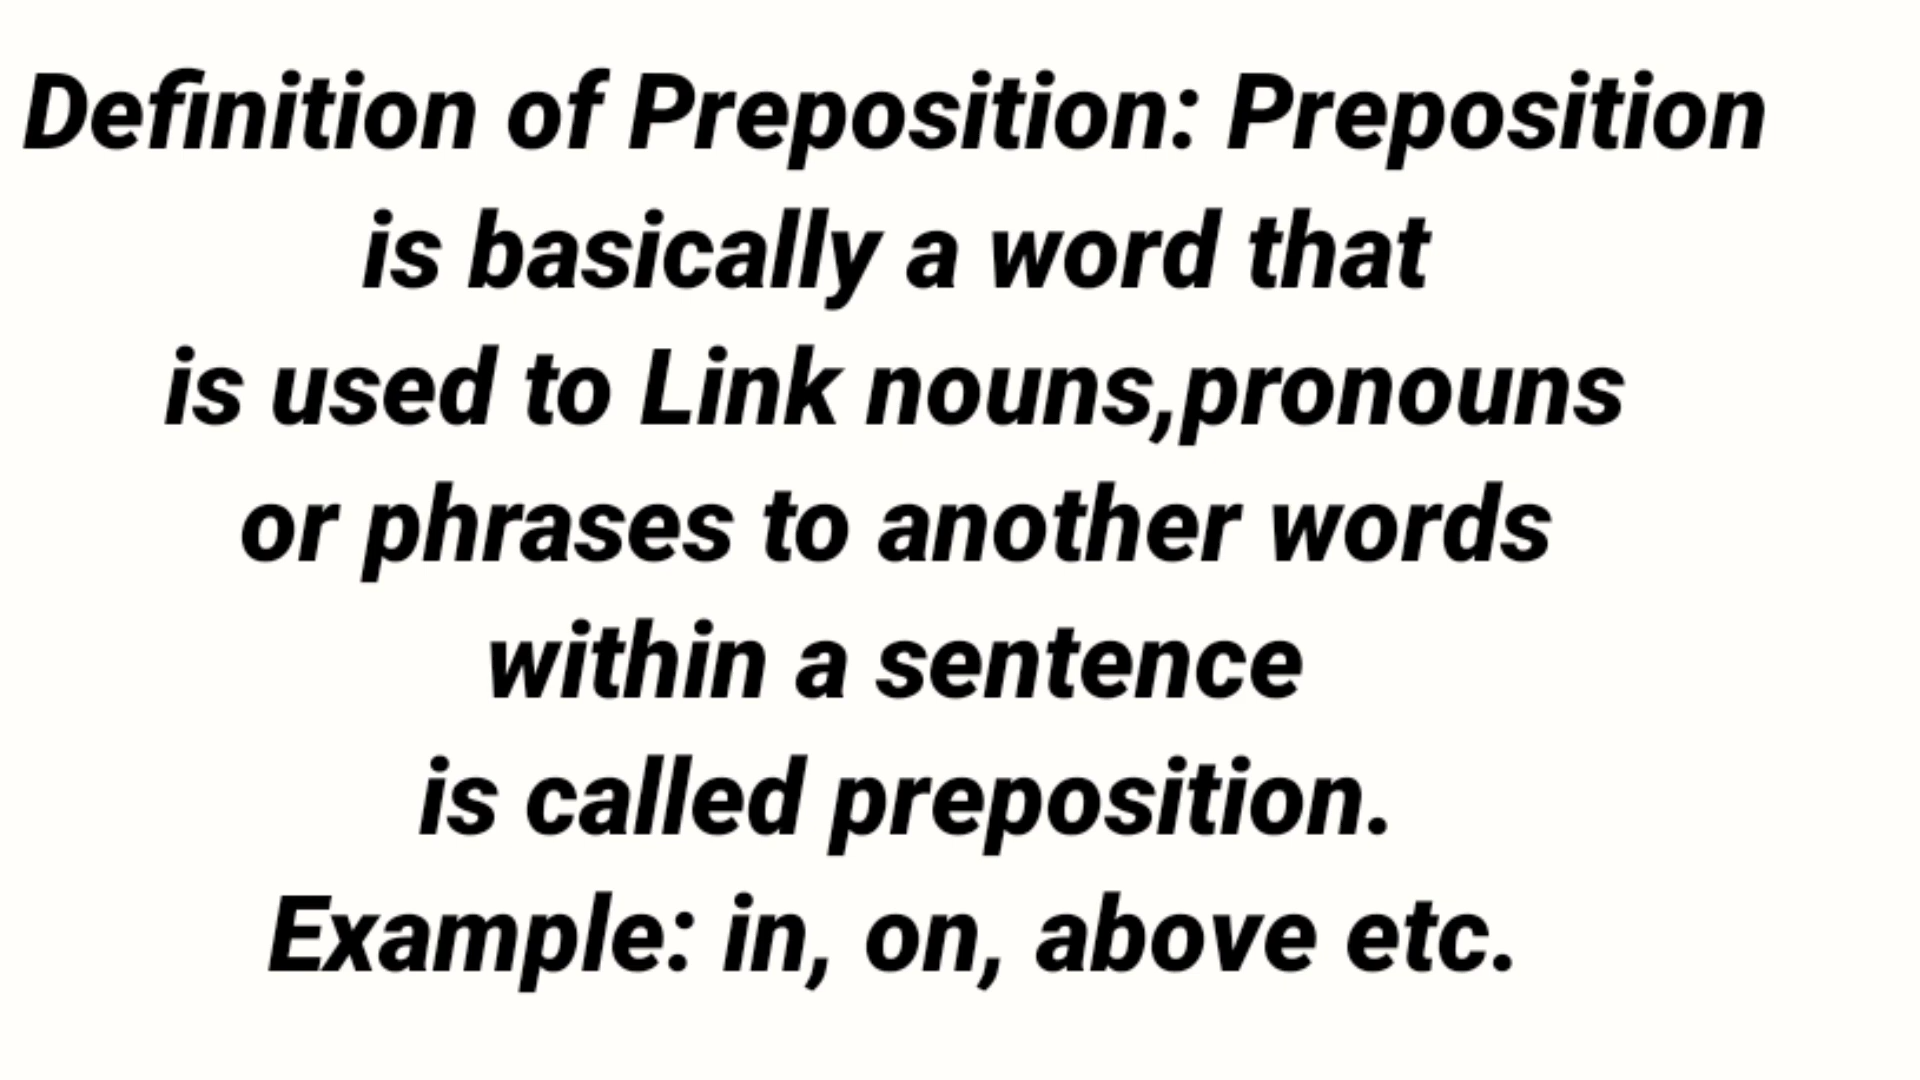 Definition of Preposition: Preposition
is basically a word that
is used to Link nouns,pronouns
or phrases to another words
within a sentence
is called preposition.
Example: in, on, above etc.